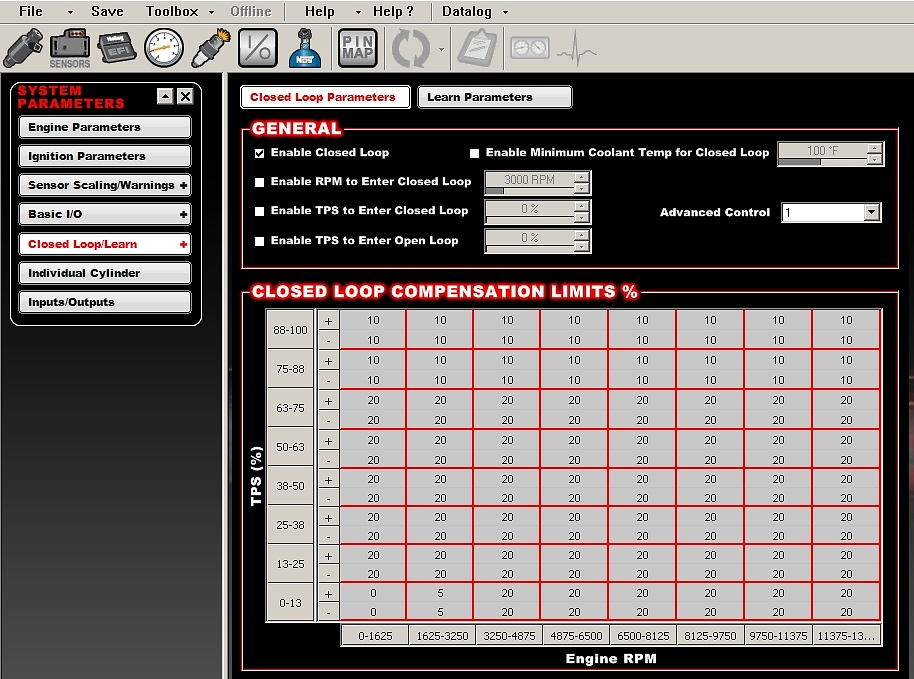 File Save Toolbox Offline Help Help ? Datalog
SENSORS EFI I/O NOS PIN MAP
SYSTEM
PARAMETERS
Engine Parameters
Ignition Parameters
Sensor Scaling/Warnings +
Basic I/O +
Closed Loop/Learn +
Individual Cylinder
Inputs/Outputs
Closed Loop Parameters Learn Parameters
GENERAL
Enable Closed Loop Enable Minimum Coolant Temp for Closed Loop 100 °F
Enable RPM to Enter Closed Loop 3000 RPM
Enable TPS to Enter Closed Loop 0 % Advanced Control 1
Enable TPS to Enter Open Loop 0 %
CLOSED LOOP COMPENSATION LIMITS %
TPS (%)
88-100 + 10 10 10 10 10 10 10 10
- 10 10 10 10 10 10 10 10
75-88 + 10 10 10 10 10 10 10 10
- 10 10 10 10 10 10 10 10
63-75 + 20 20 20 20 20 20 20 20
- 20 20 20 20 20 20 20 20
50-63 + 20 20 20 20 20 20 20 20
- 20 20 20 20 20 20 20 20
38-50 + 20 20 20 20 20 20 20 20
- 20 20 20 20 20 20 20 20
25-38 + 20 20 20 20 20 20 20 20
- 20 20 20 20 20 20 20 20
13-25 + 20 20 20 20 20 20 20 20
- 20 20 20 20 20 20 20 20
0-13 + 0 5 20 20 20 20 20 20
- 0 5 20 20 20 20 20 20
0-1625 1625-3250 3250-4875 4875-6500 6500-8125 8125-9750 9750-11375 11375-13...
Engine RPM